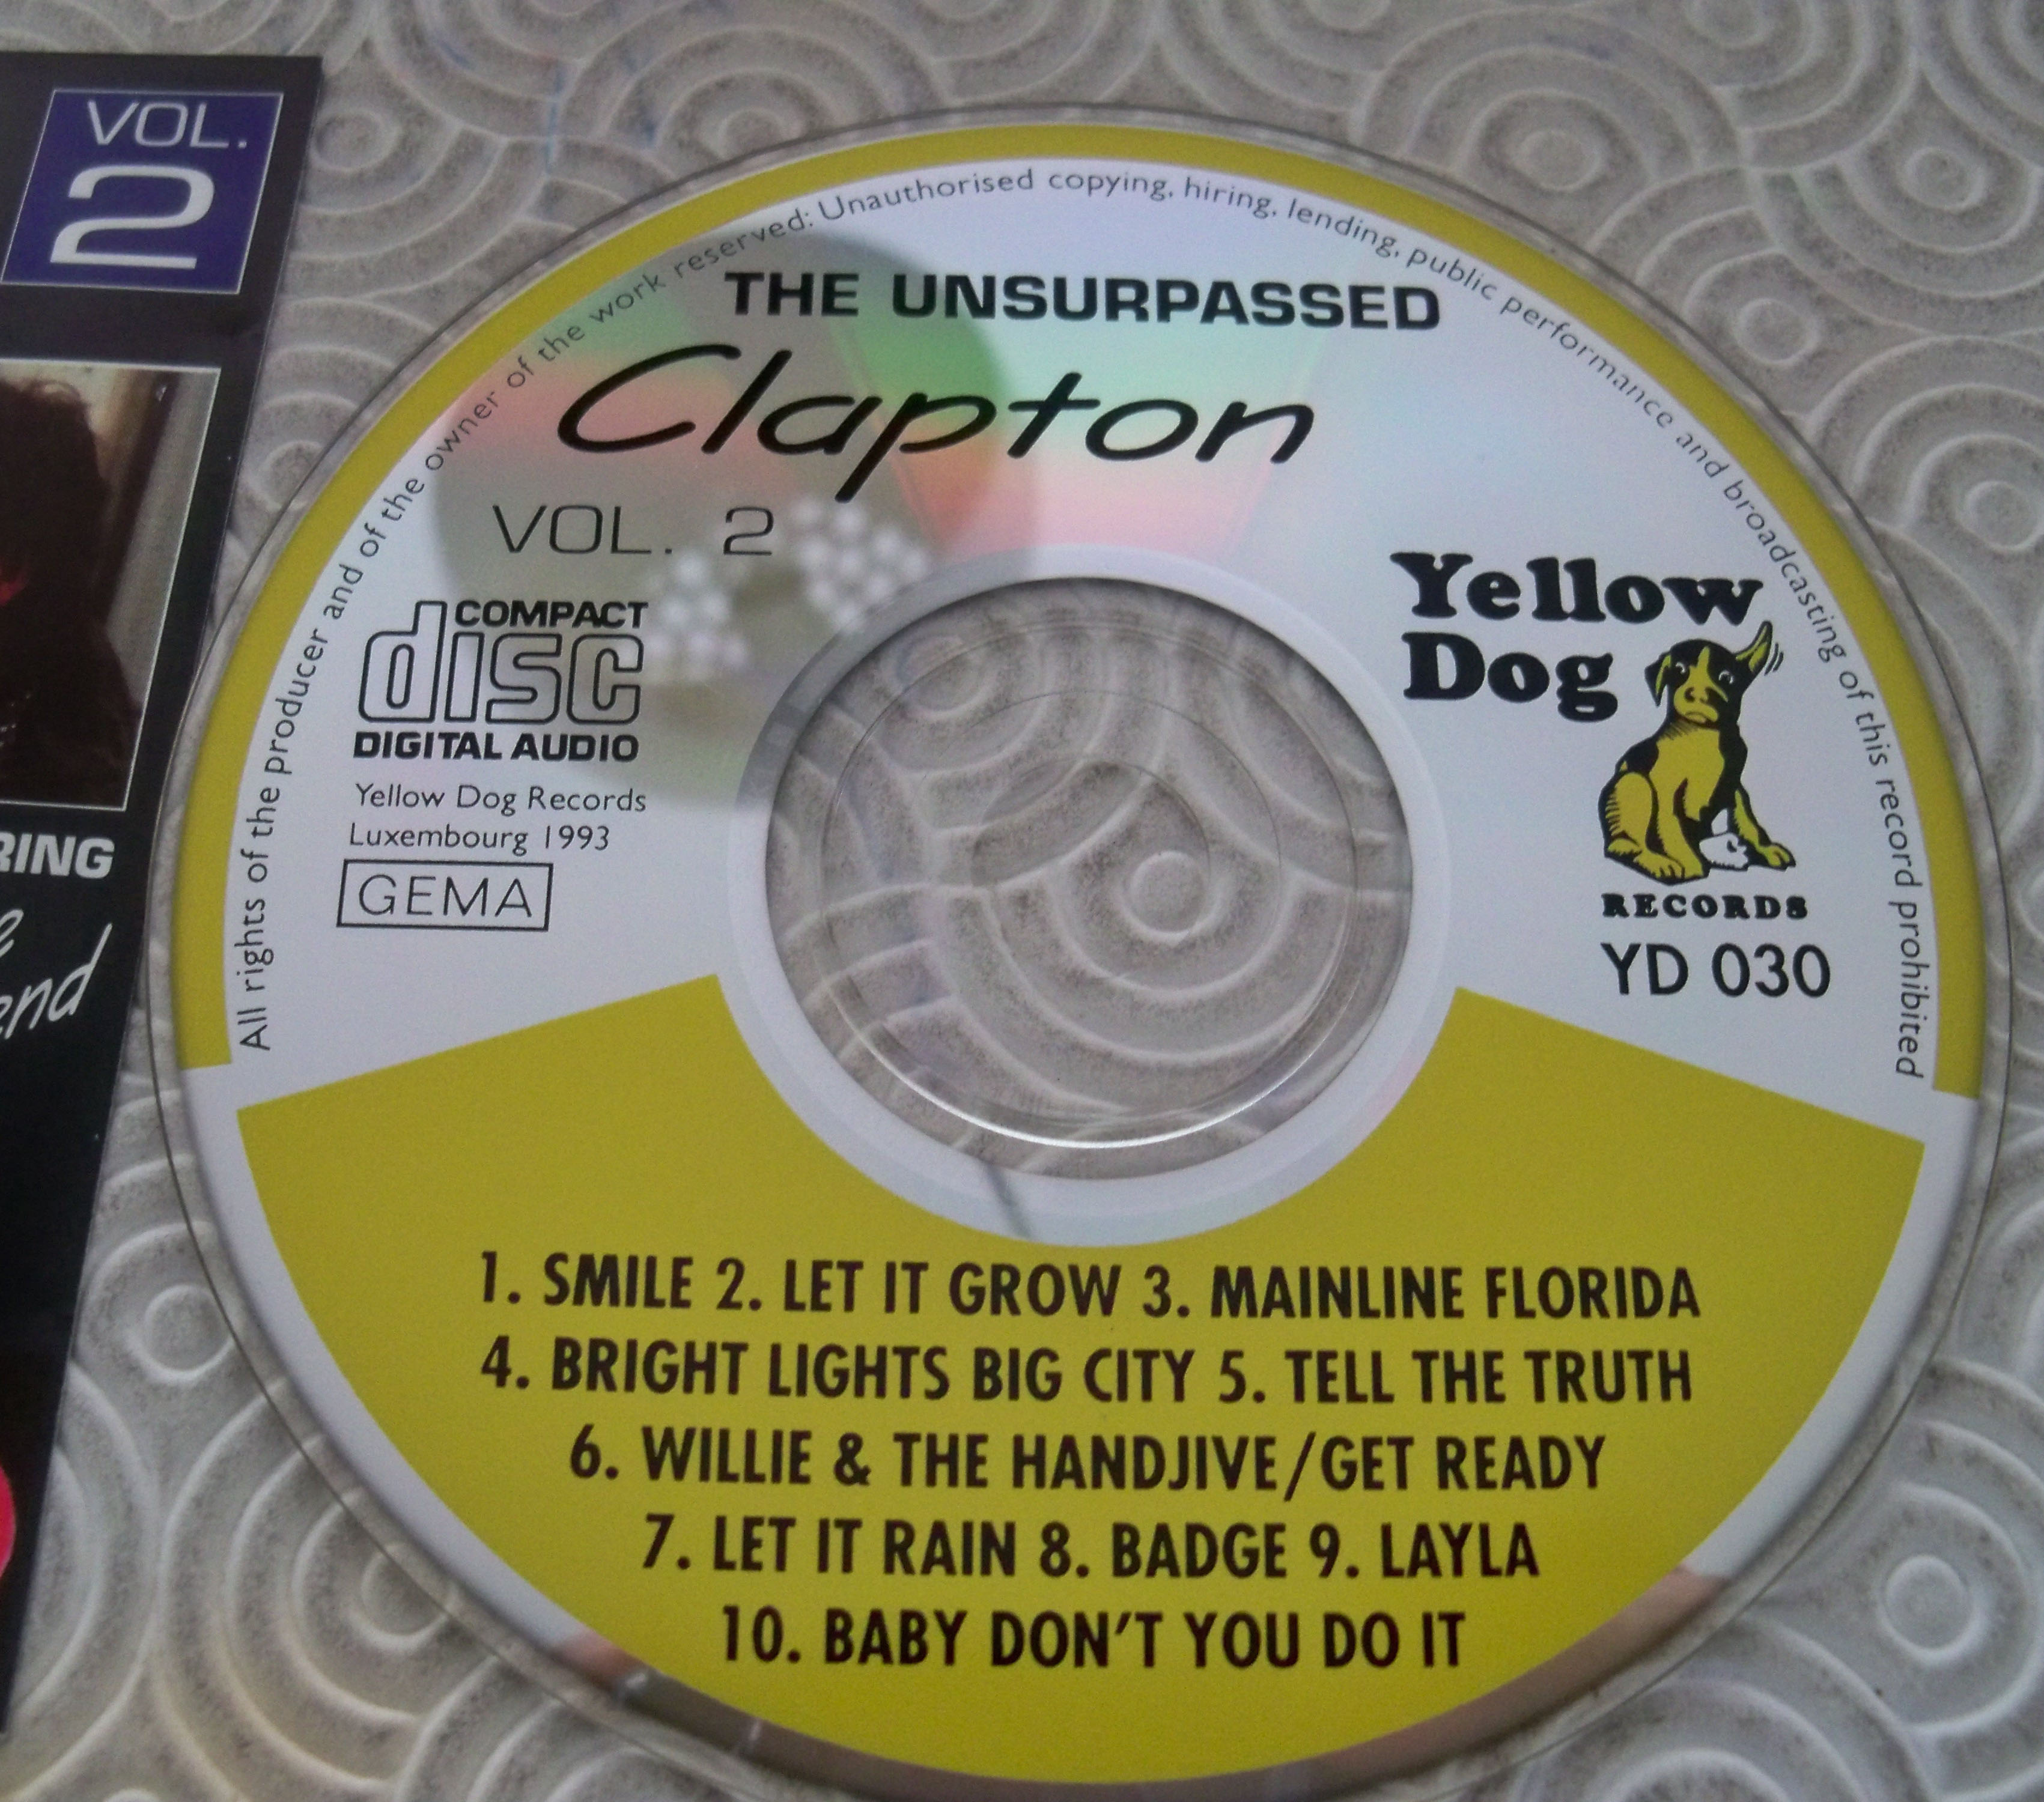 VOL.
2
RING
&
end
All rights of the producer and of the owner of the work reserved: Unauthorised copying, hiring, lending, public performance and broadcasting of this record prohibited
THE UNSURPASSED
Clapton
VOL. 2
COMPACT
disc
DIGITAL AUDIO
Yellow Dog Records
Luxembourg 1993
GEMA
Yellow
Dog
RECORDS
YD 030
1. SMILE 2. LET IT GROW 3. MAINLINE FLORIDA
4. BRIGHT LIGHTS BIG CITY 5. TELL THE TRUTH
6. WILLIE & THE HANDJIVE/GET READY
7. LET IT RAIN 8. BADGE 9. LAYLA
10. BABY DON'T YOU DO IT